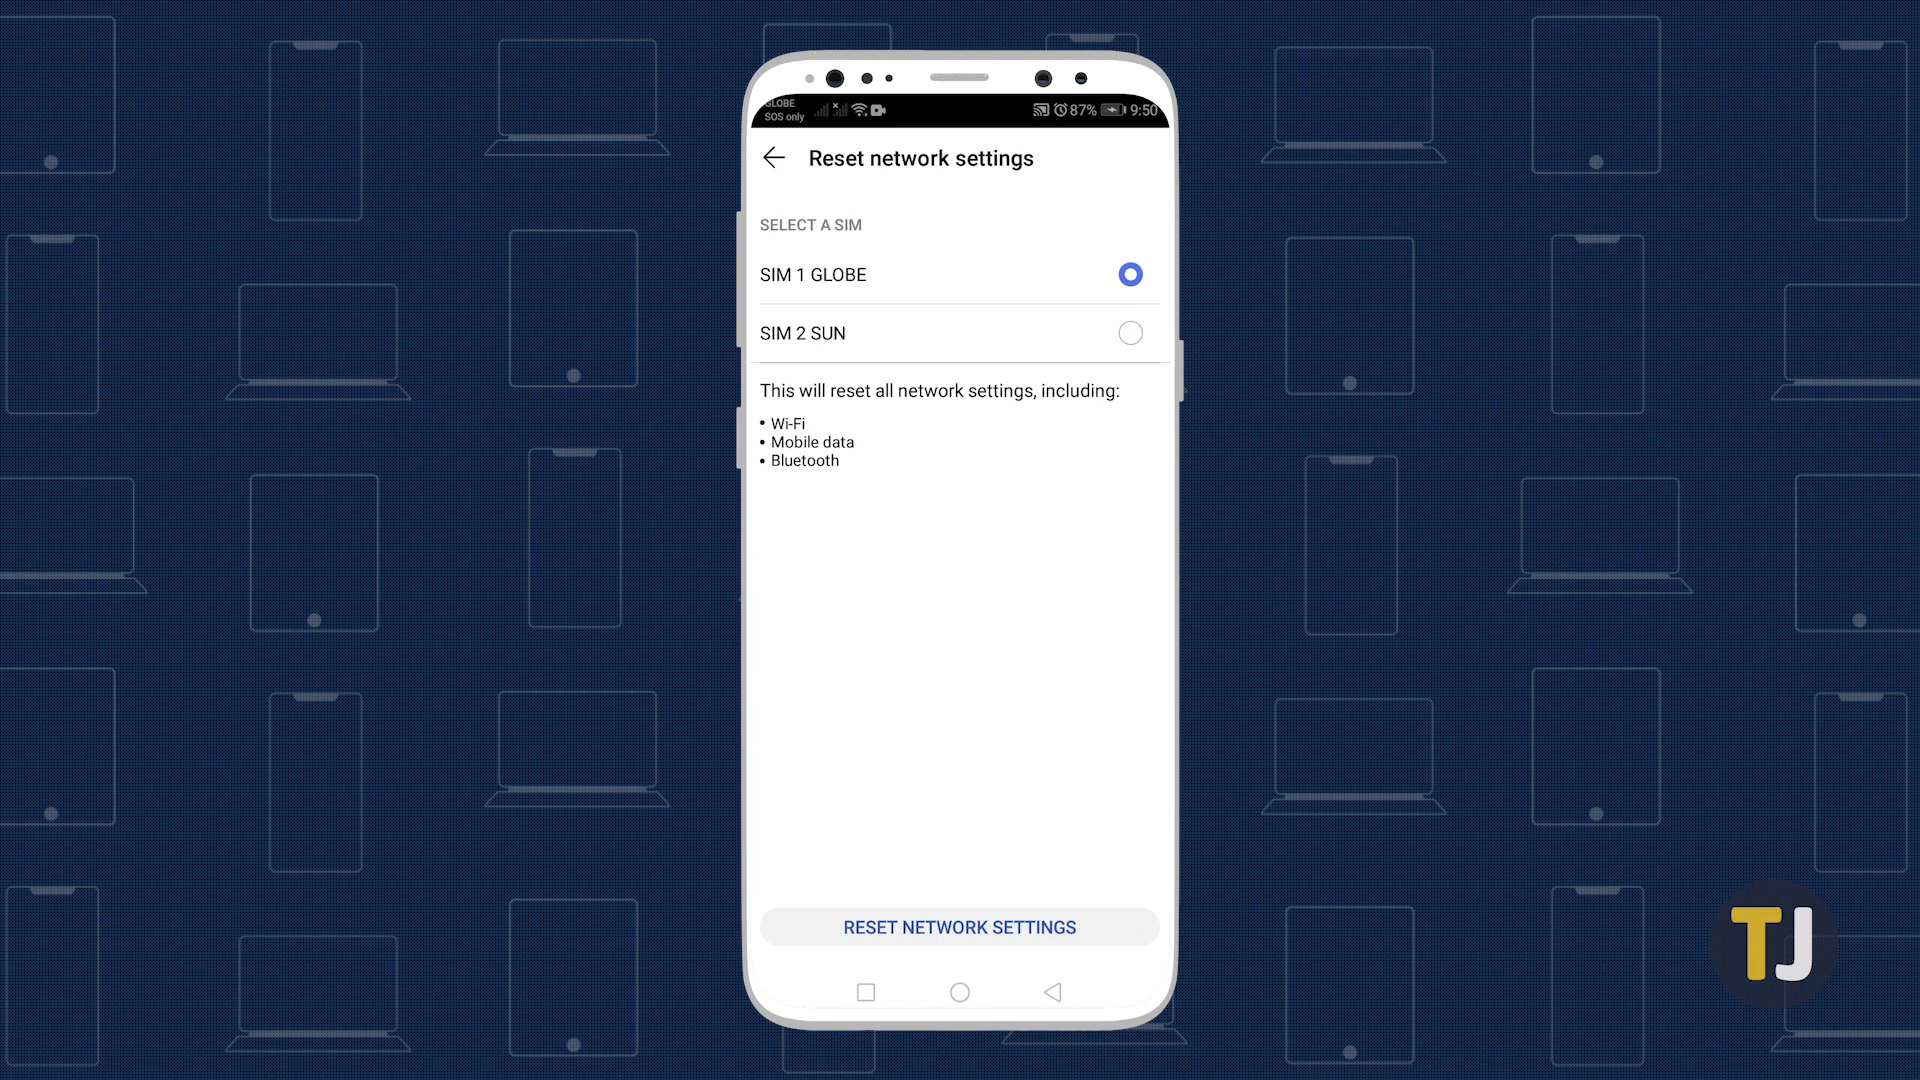 GLOBE
SOS only
87%
9:50
Reset network settings
SELECT A SIM
SIM 1 GLOBE
SIM 2 SUN
This will reset all network settings, including:
• Wi-Fi
• Mobile data
• Bluetooth
RESET NETWORK SETTINGS
TJ